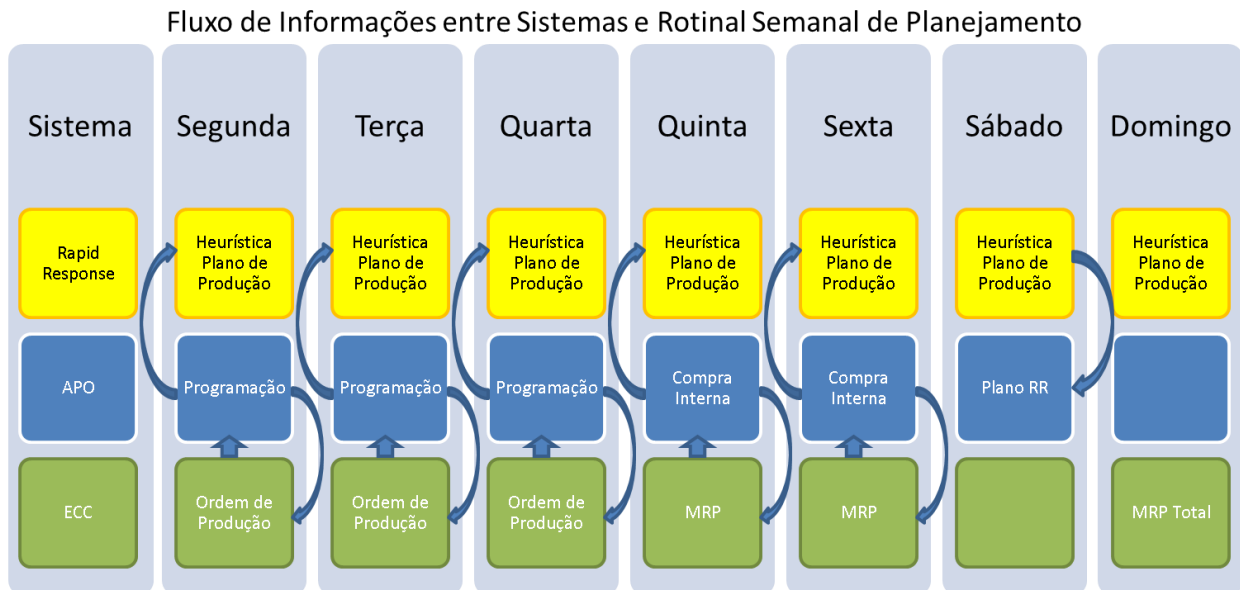 Fluxo de Informações entre Sistemas e Rotinal Semanal de Planejamento
Sistema
Segunda
Terça
Quarta
Quinta
Sexta
Sábado
Domingo
Rapid
Response
Heurística
Plano de
Produção
Heurística
Plano de
Produção
Heurística
Plano de
Produção
Heurística
Plano de
Produção
Heurística
Plano de
Produção
Heurística
Plano de
Produção
Heurística
Plano de
Produção
APO
Programação
Programação
Programação
Compra
Interna
Compra
Interna
Plano RR
ECC
Ordem de
Produção
Ordem de
Produção
Ordem de
Produção
MRP
MRP
MRP Total